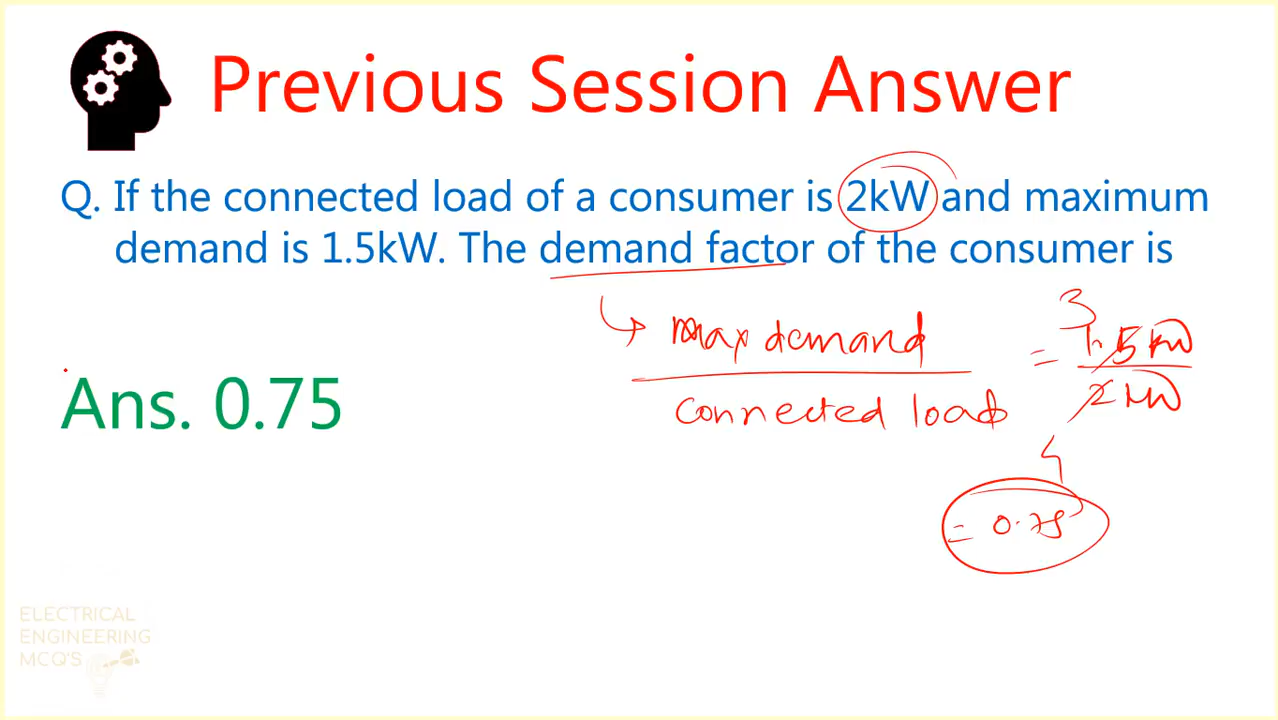 Previous Session Answer
Q. If the connected load of a consumer is 2kW and maximum
demand is 1.5kW. The demand factor of the consumer is
max demand
connected load
= 1.5kW
2kW
3
4
Ans. 0.75
= 0.75
ELECTRICAL
ENGINEERING
MCQ'S